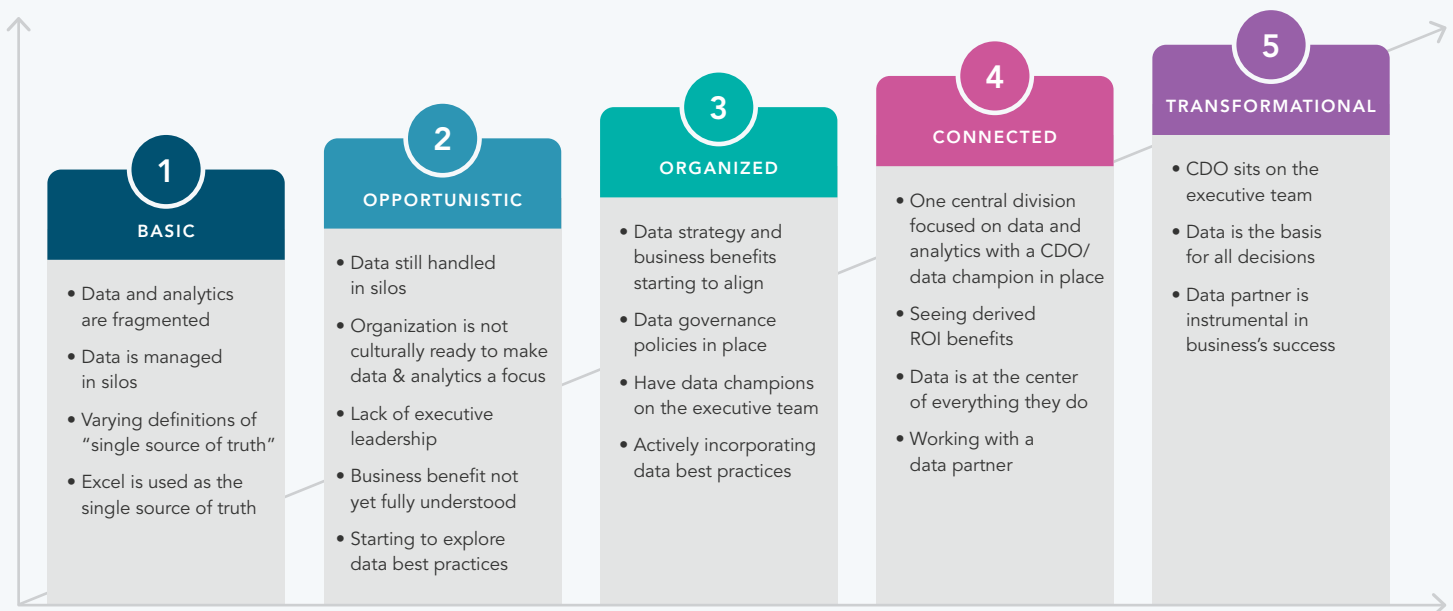 1
BASIC
• Data and analytics
are fragmented
• Data is managed
in silos
• Varying definitions of
“single source of truth“
• Excel is used as the
single source of truth
2
OPPORTUNISTIC
• Data still handled
in silos
• Organization is not
culturally ready to make
data & analytics a focus
• Lack of executive
leadership
• Business benefit not
yet fully understood
• Starting to explore
data best practices
3
ORGANIZED
• Data strategy and
business benefits
starting to align
• Data governance
policies in place
• Have data champions
on the executive team
• Actively incorporating
data best practices
4
CONNECTED
• One central division
focused on data and
analytics with a CDO/
data champion in place
• Seeing derived
ROI benefits
• Data is at the center
of everything they do
• Working with a
data partner
5
TRANSFORMATIONAL
• CDO sits on the
executive team
• Data is the basis
for all decisions
• Data partner is
instrumental in
business’s success